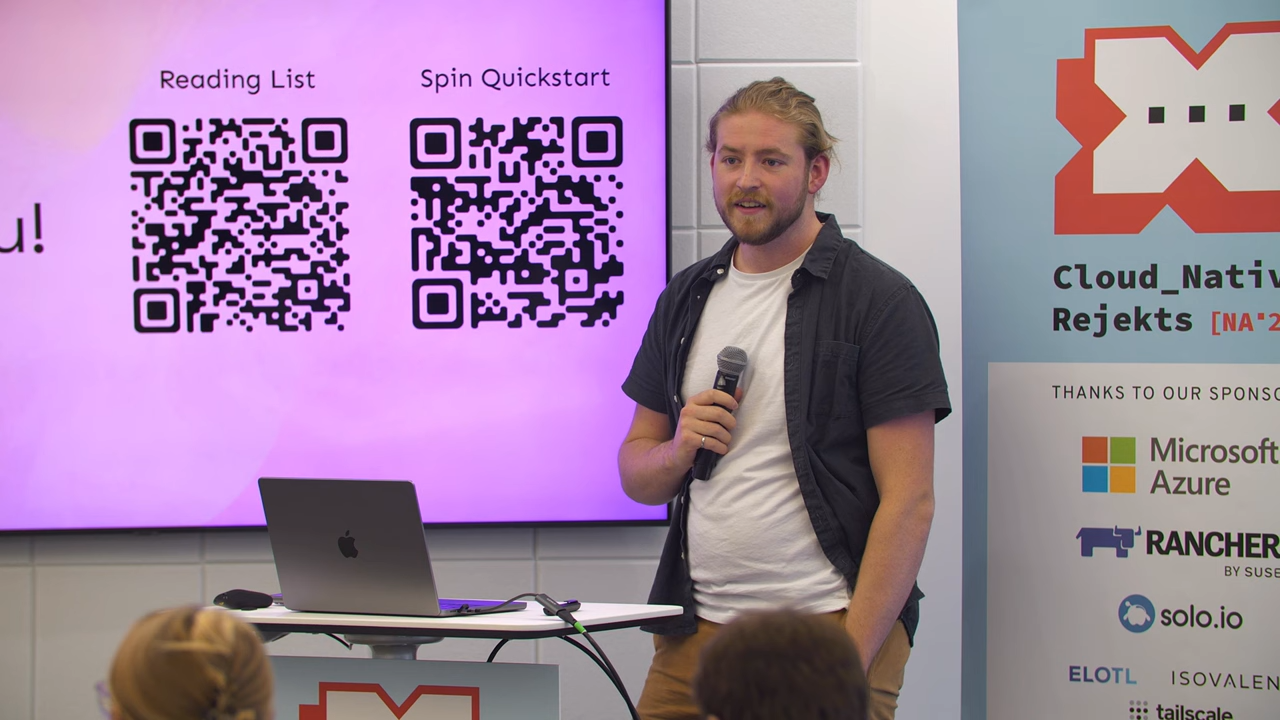 u!
Reading List
Spin Quickstart
Cloud_Nativ
Rejekts [NA'2
THANKS TO OUR SPONSO
Microsoft
Azure
RANCHER
BY SUSE
solo.io
ELOTL
ISOVALEN
tailscale